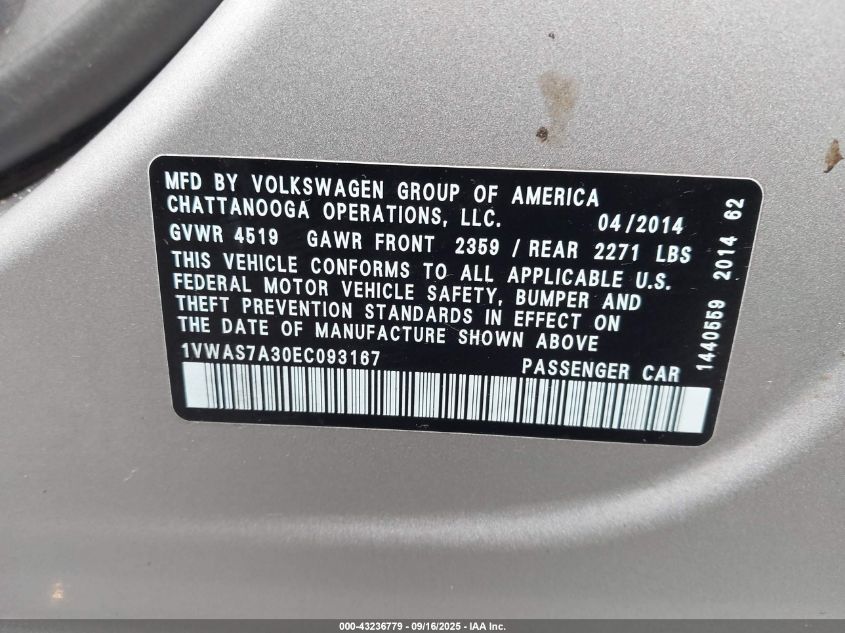 MFD BY VOLKSWAGEN GROUP OF AMERICA
CHATTANOOGA OPERATIONS, LLC. 04/2014
GVWR 4519 GAWR FRONT 2359 / REAR 2271 LBS
THIS VEHICLE CONFORMS TO ALL APPLICABLE U.S.
FEDERAL MOTOR VEHICLE SAFETY, BUMPER AND
THEFT PREVENTION STANDARDS IN EFFECT ON
THE DATE OF MANUFACTURE SHOWN ABOVE
1VWAS7A30EC093167 PASSENGER CAR
1440559 2014 62
000-43236779 - 09/16/2025 - IAA Inc.